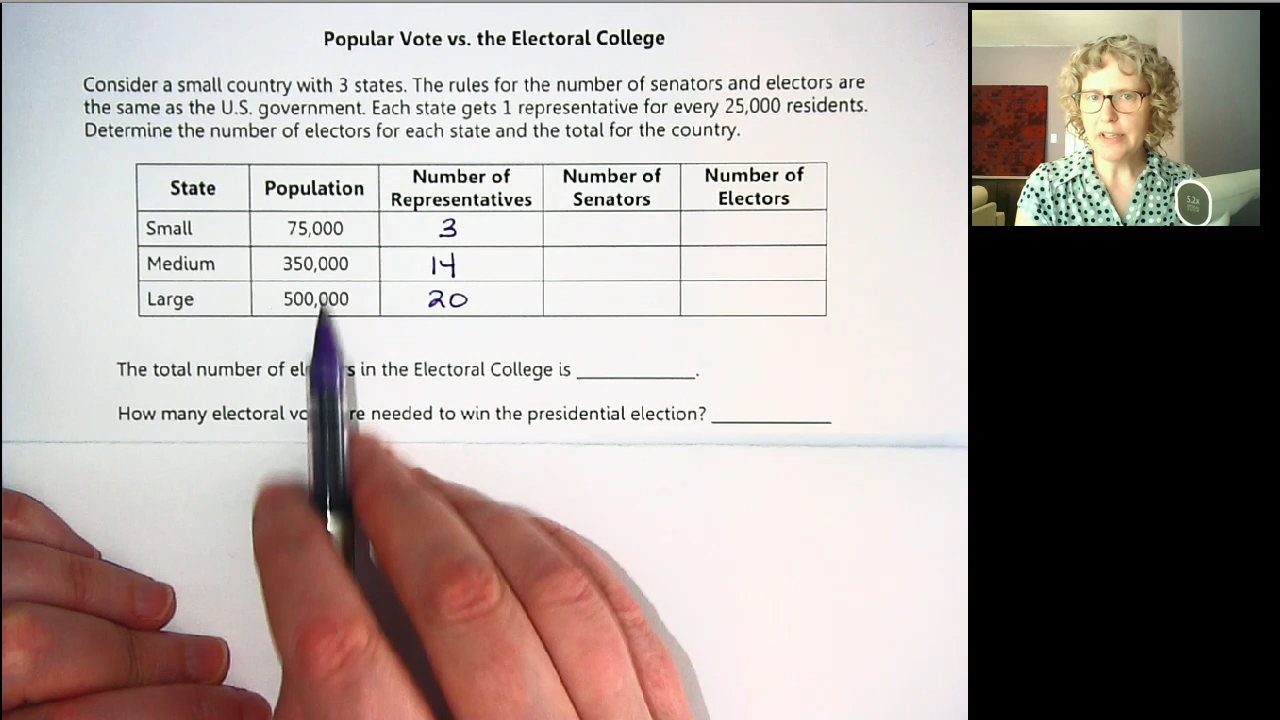 Popular Vote vs. the Electoral College
Consider a small country with 3 states. The rules for the number of senators and electors are
the same as the U.S. government. Each state gets 1 representative for every 25,000 residents.
Determine the number of electors for each state and the total for the country.
State Population Number of Representatives Number of Senators Number of Electors
Small 75,000 3
Medium 350,000 14
Large 500,000 20
The total number of in the Electoral College is __________.
How many electoral needed to win the presidential election? __________
5.2x